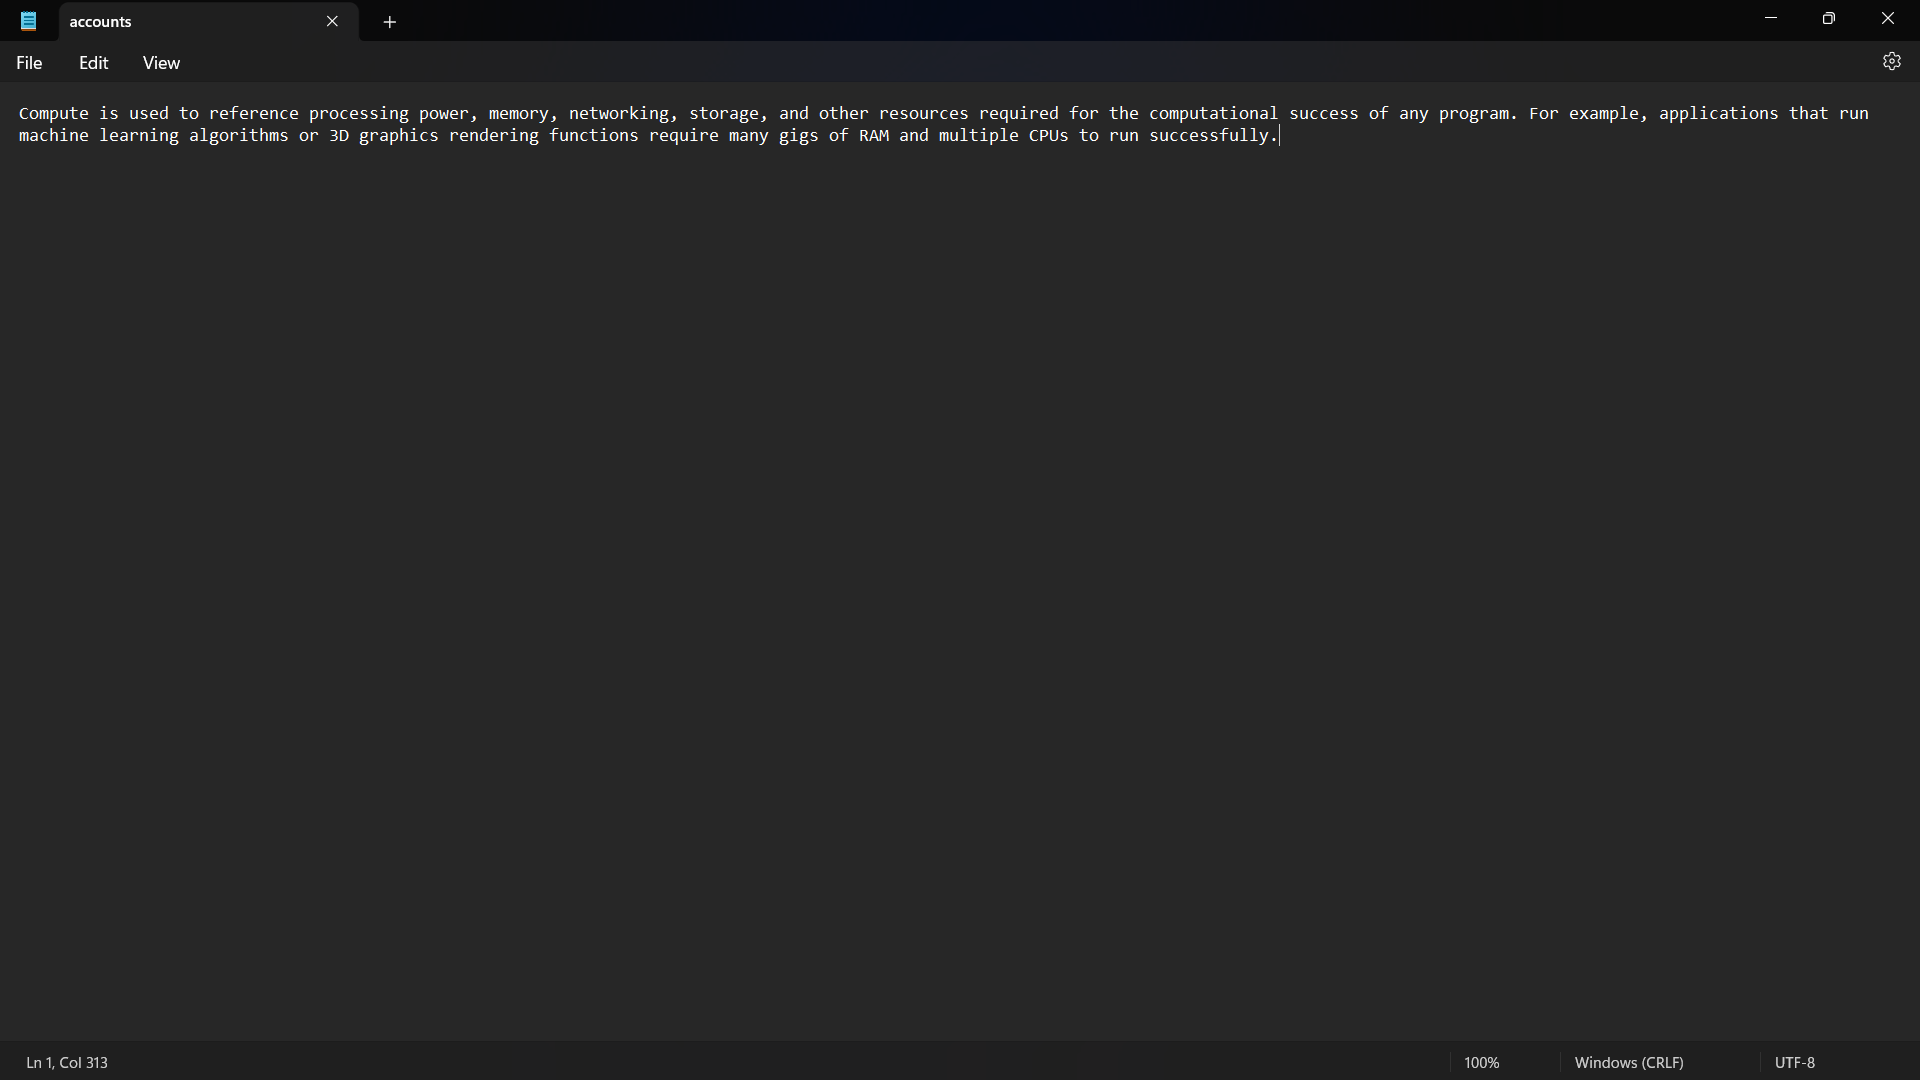 accounts
File Edit View
Compute is used to reference processing power, memory, networking, storage, and other resources required for the computational success of any program. For example, applications that run
machine learning algorithms or 3D graphics rendering functions require many gigs of RAM and multiple CPUs to run successfully.
Ln 1, Col 313 100% Windows (CRLF) UTF-8